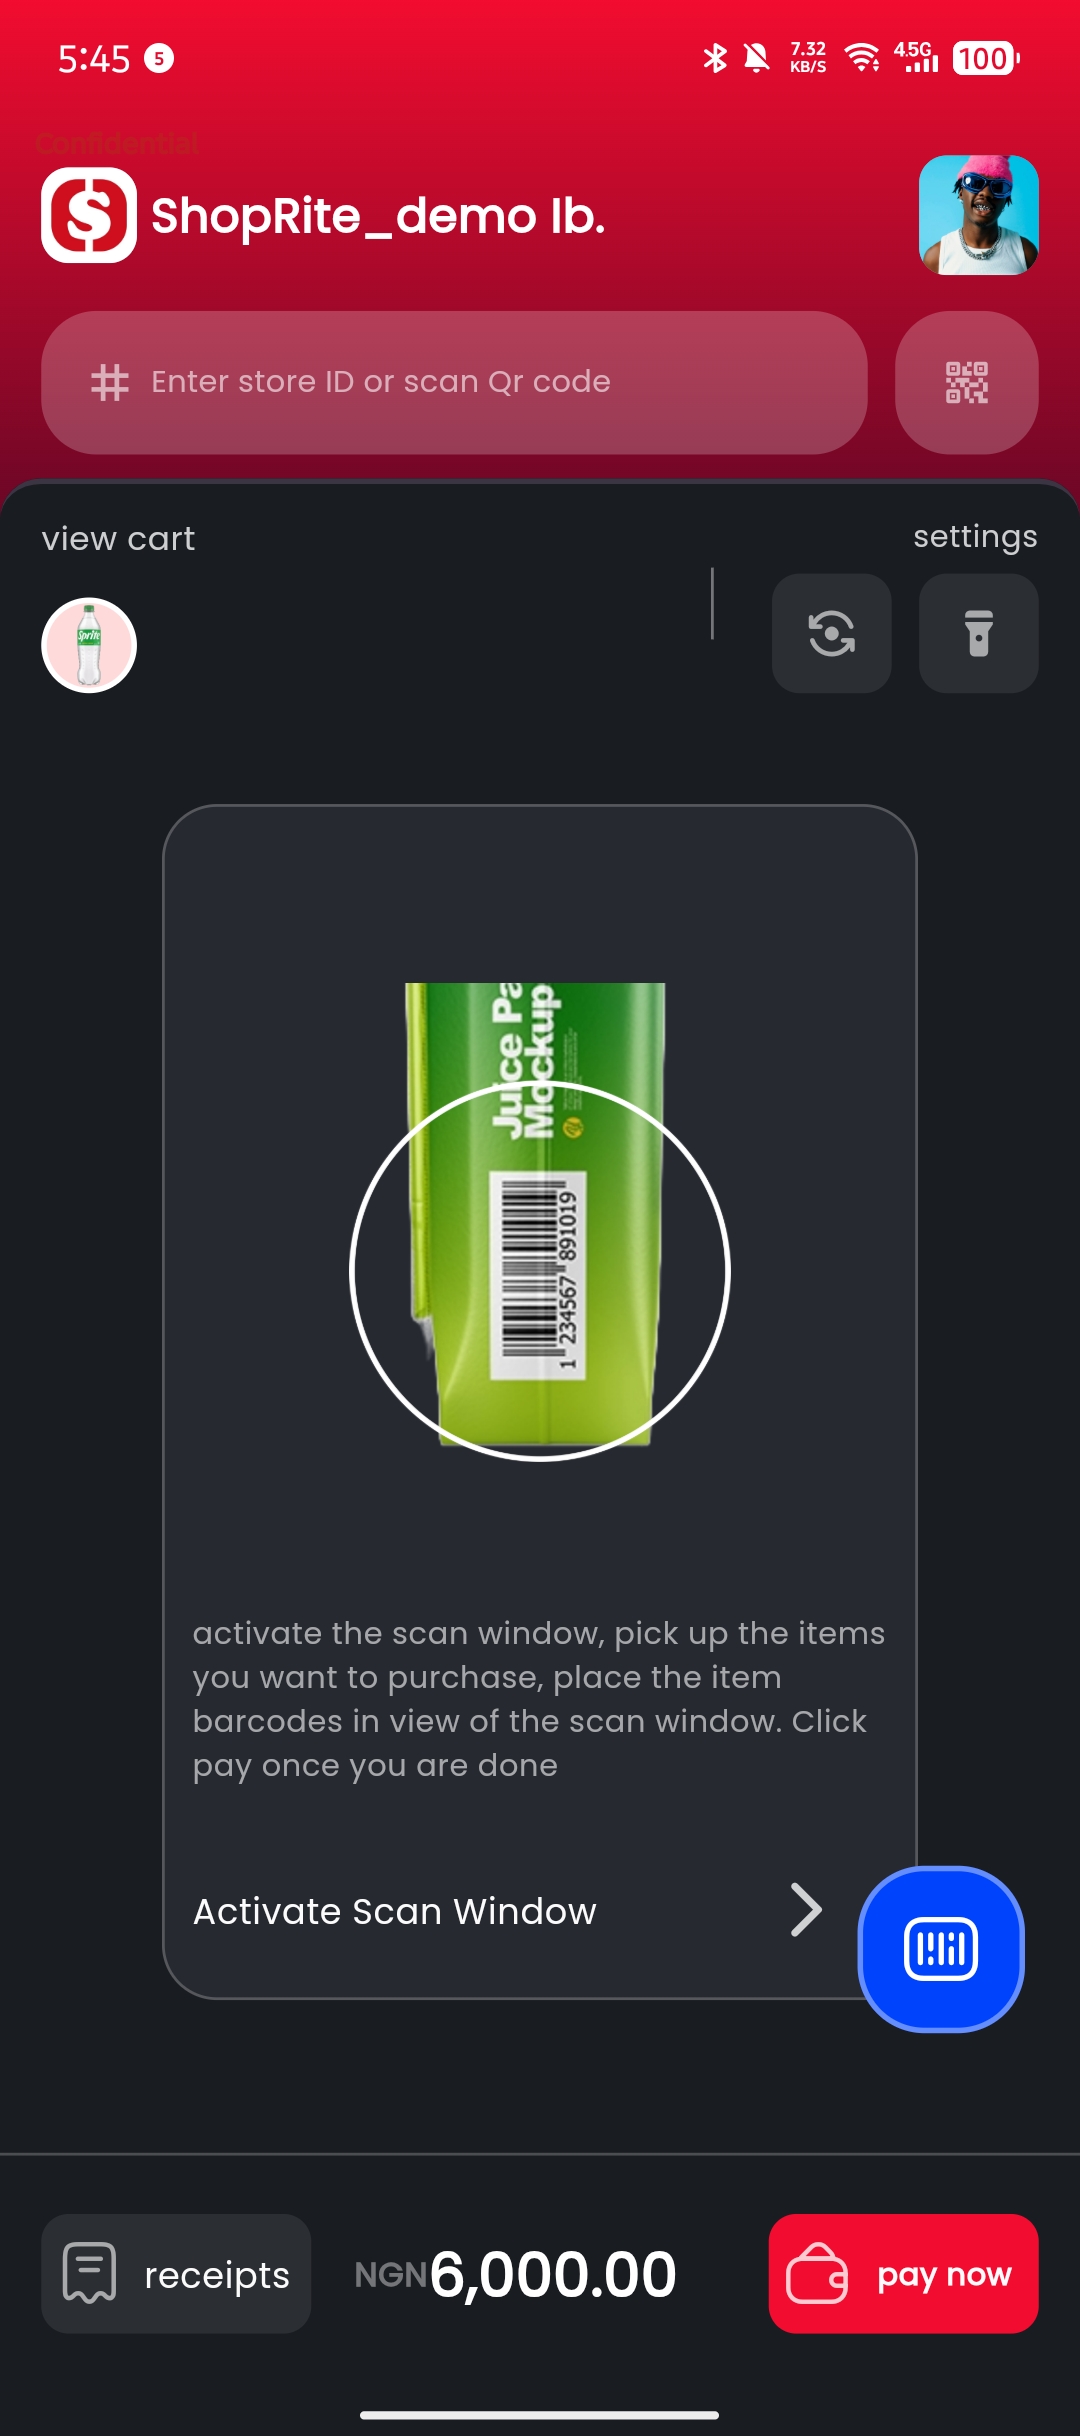 5:45
5
7.32
KB/S
4.5G
100
Confidential
S
ShopRite_demo Ib.
Enter store ID or scan Qr code
view cart
settings
Sprite
Juice Pa
Mockup
1 234567 891019
activate the scan window, pick up the items
you want to purchase, place the item
barcodes in view of the scan window. Click
pay once you are done
Activate Scan Window
receipts
NGN6,000.00
pay now